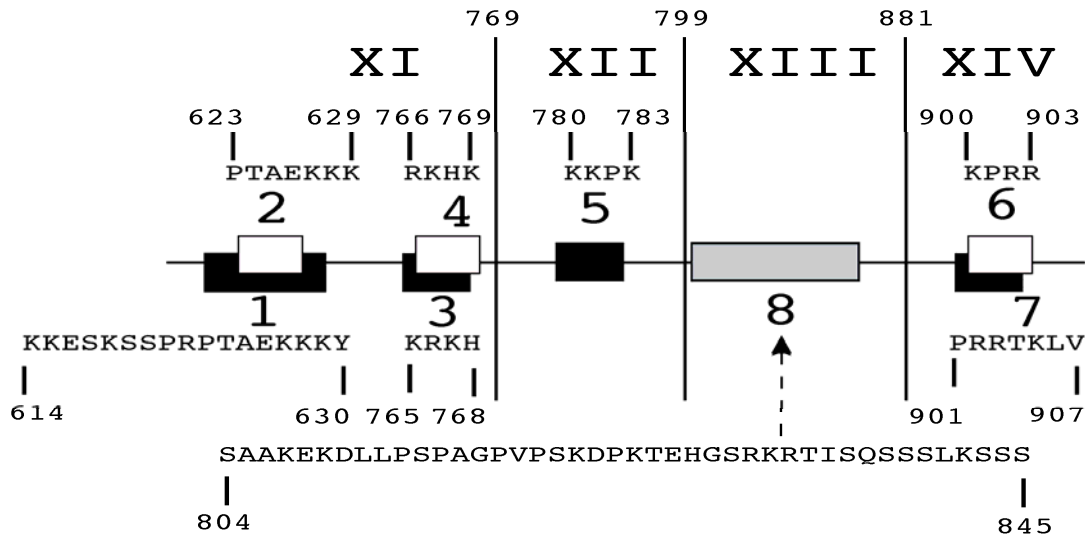 769 799 881
XI XII XIII XIV
623 629 766 769 780 783 900 903
PTAEKKK RKHK KKPK KPRR
2 4 5 6
1 3 8 7
KKESKSSPRPTAEKKKY KRKH PRRTKLV
614 630 765 768 901 907
SAAKEKDLLPSPAGPVPSKDPKTEHGSRKRTISQSSSLKSSS
804 845